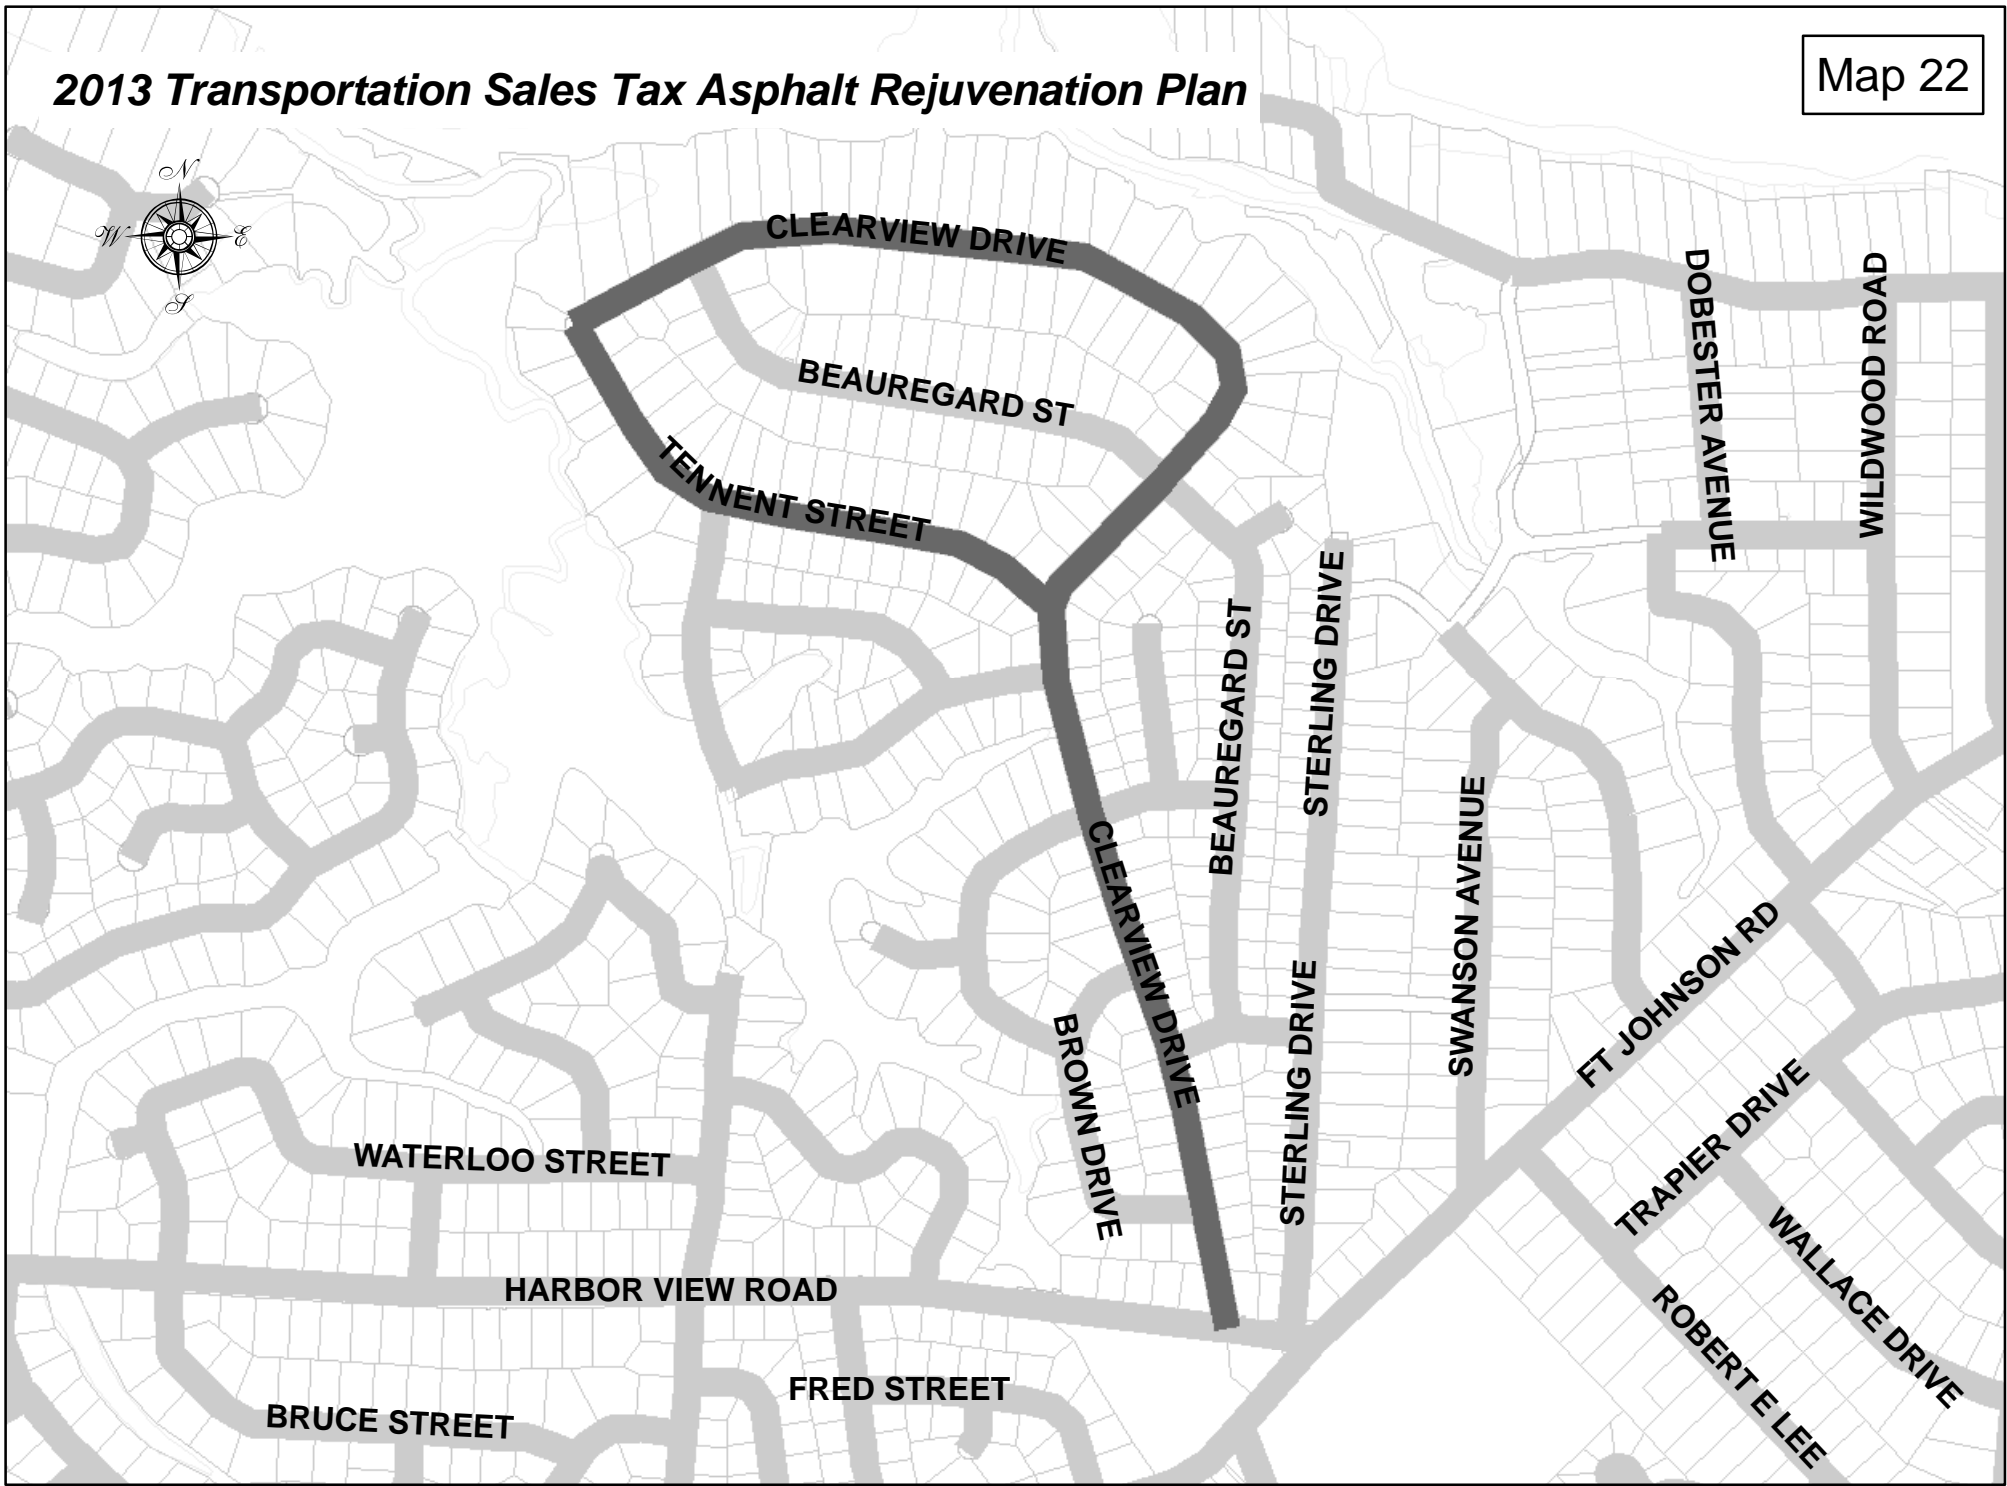 2013 Transportation Sales Tax Asphalt Rejuvenation Plan
Map 22
N
W
E
S
CLEARVIEW DRIVE
BEAUREGARD ST
TENNENT STREET
DOBESTER AVENUE
WILDWOOD ROAD
BEAUREGARD ST
STERLING DRIVE
CLEARVIEW DRIVE
SWANSON AVENUE
FT JOHNSON RD
BROWN DRIVE
STERLING DRIVE
TRAPIER DRIVE
WATERLOO STREET
WALLACE DRIVE
HARBOR VIEW ROAD
ROBERT E LEE
FRED STREET
BRUCE STREET